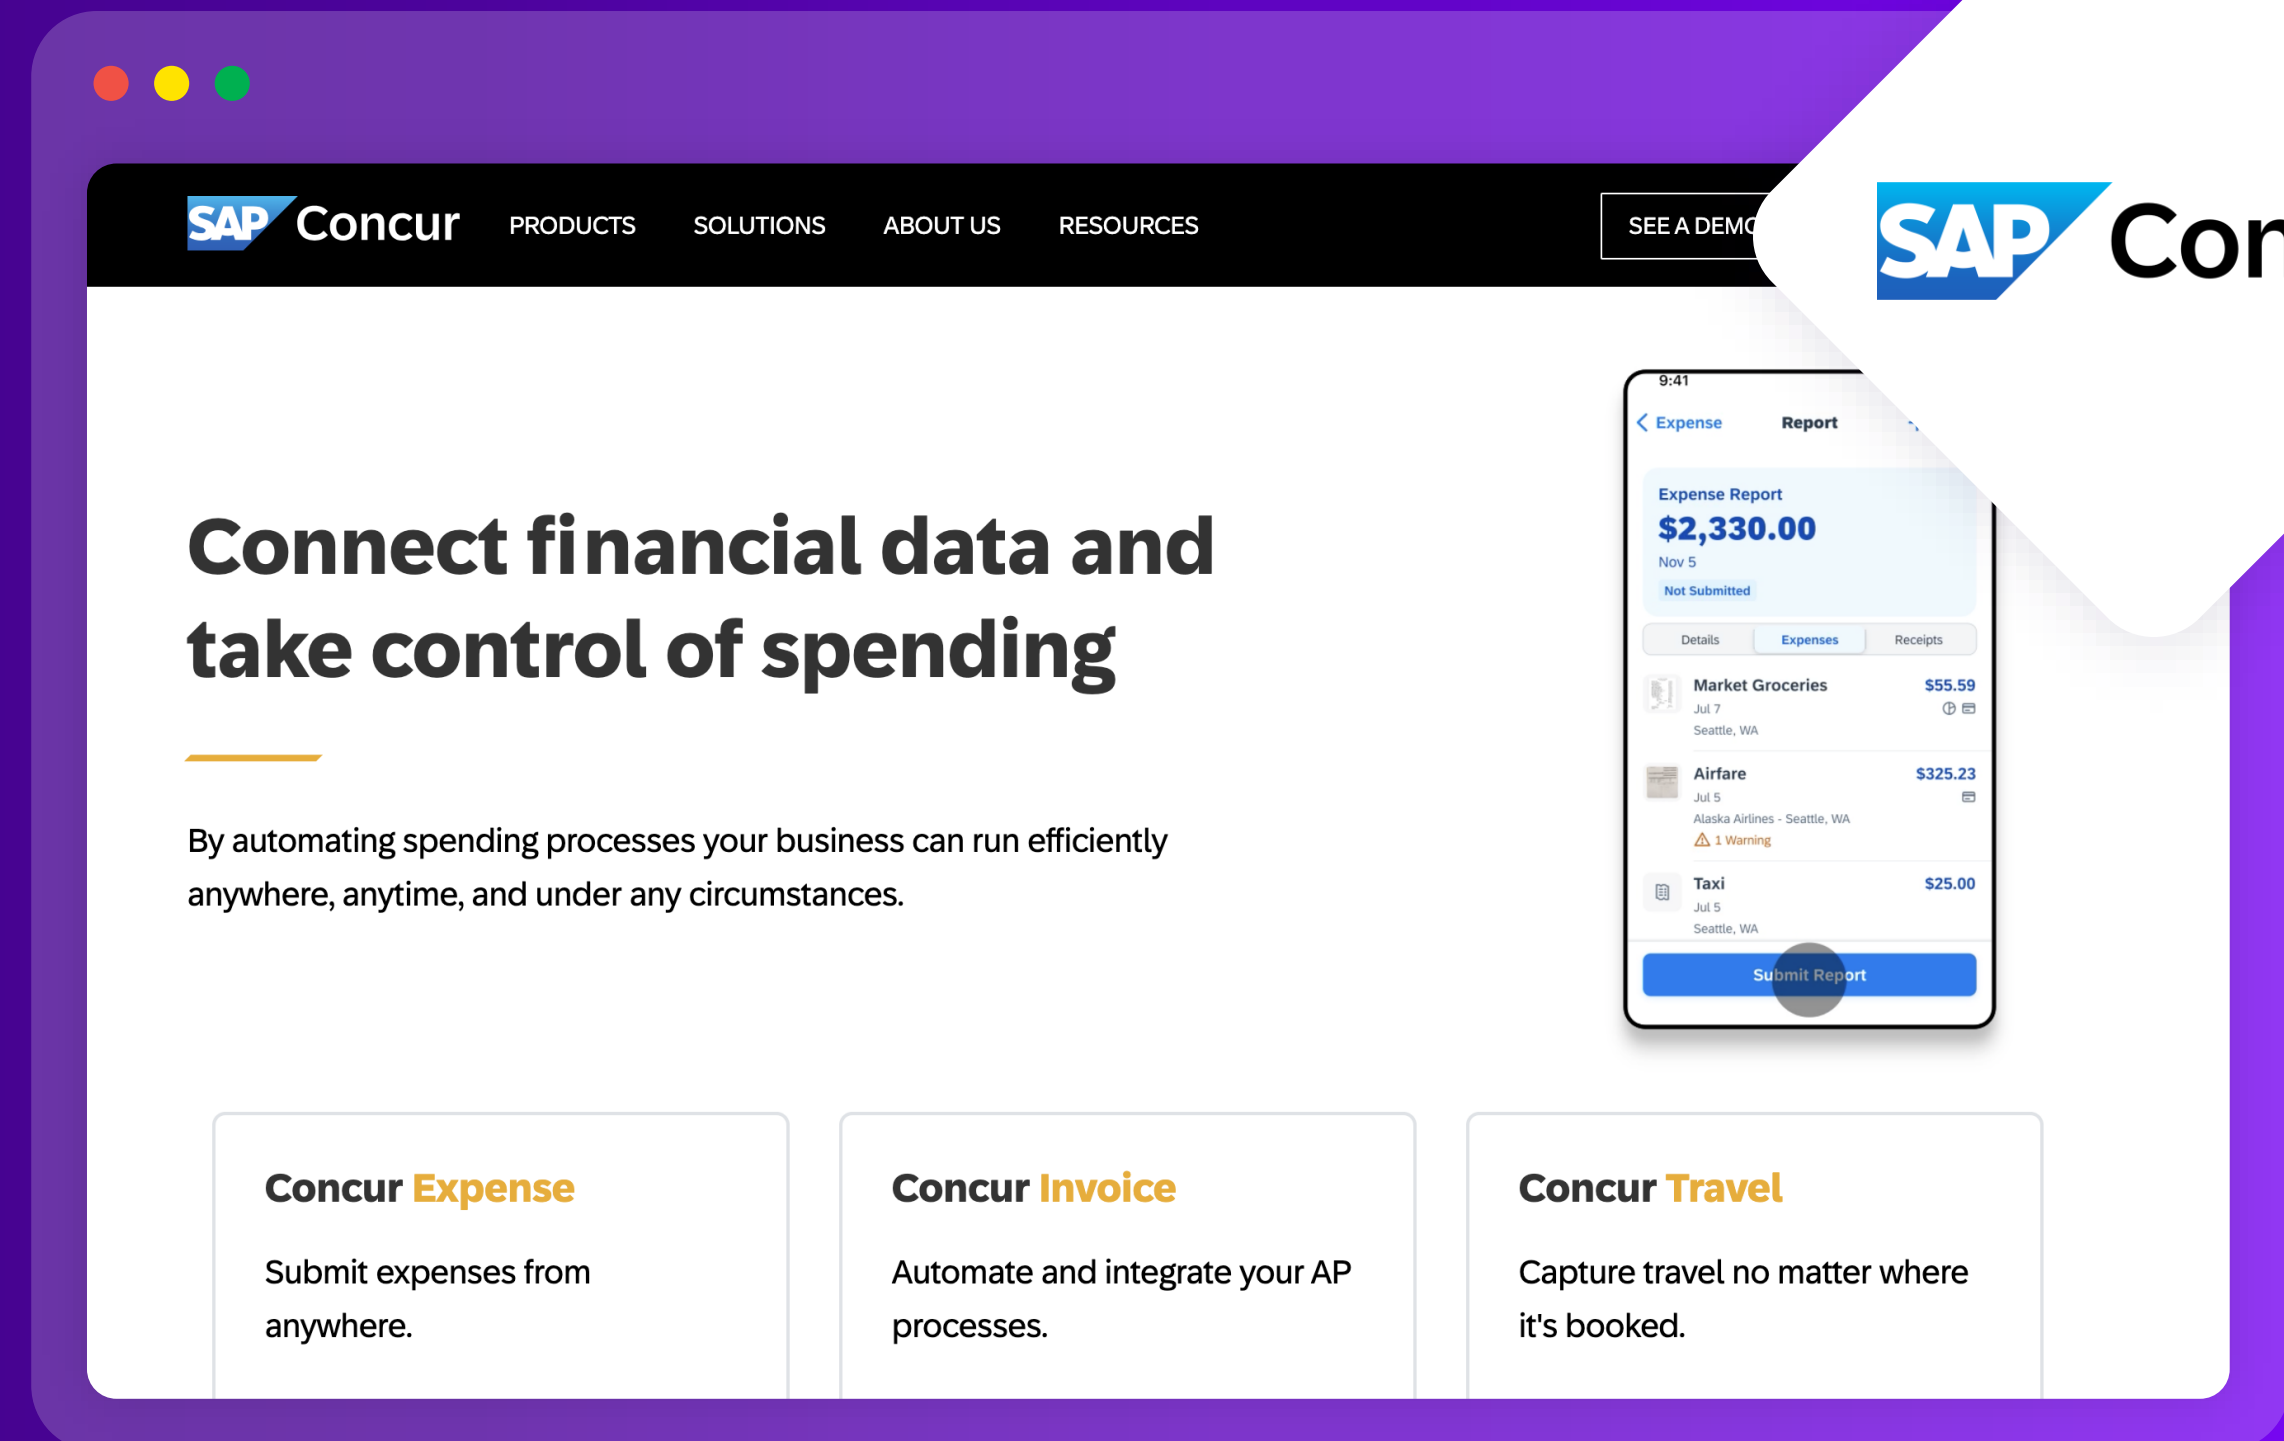 SAP Concur
PRODUCTS
SOLUTIONS
ABOUT US
RESOURCES
SEE A DEMO
SAP Con
Connect financial data and
take control of spending
By automating spending processes your business can run efficiently
anywhere, anytime, and under any circumstances.
9:41
Expense
Report
Expense Report
$2,330.00
Nov 5
Not Submitted
Details
Expenses
Receipts
Market Groceries
$55.59
Jul 7
Seattle, WA
Airfare
$325.23
Jul 5
Alaska Airlines - Seattle, WA
1 Warning
Taxi
$25.00
Jul 5
Seattle, WA
Submit Report
Concur Expense
Submit expenses from
anywhere.
Concur Invoice
Automate and integrate your AP
processes.
Concur Travel
Capture travel no matter where
it's booked.